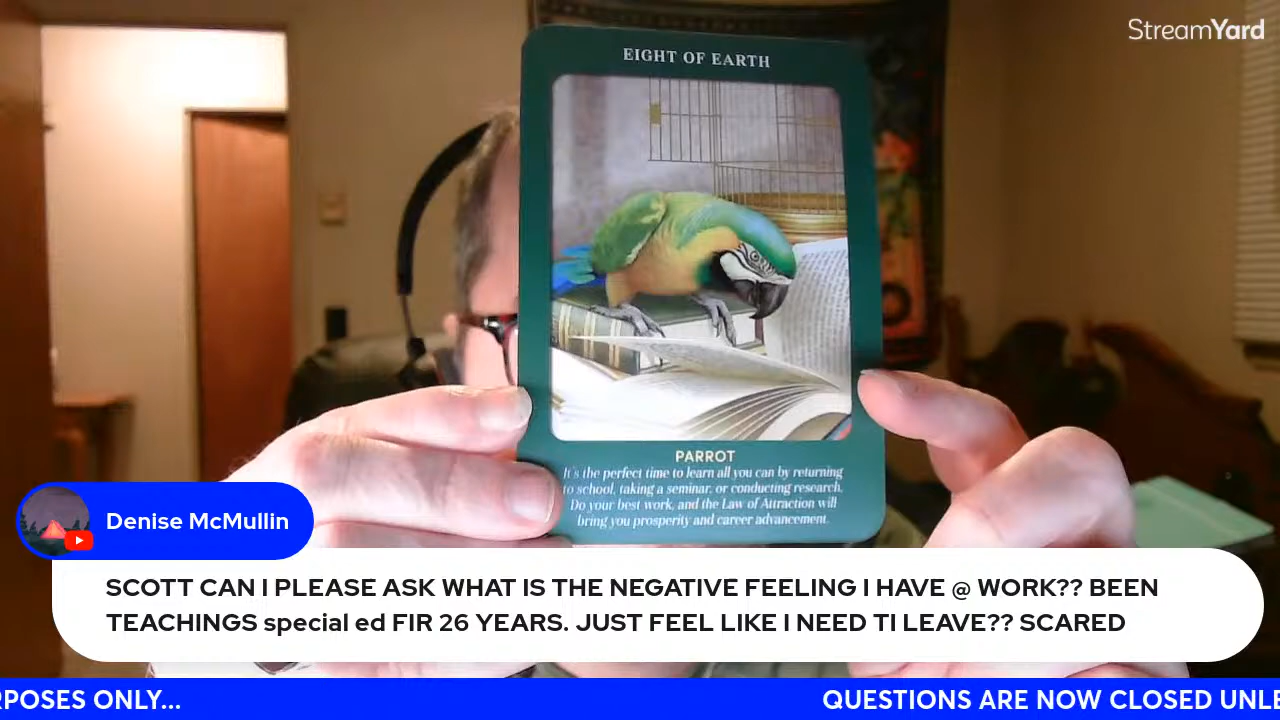 StreamYard
EIGHT OF EARTH
PARROT
It's the perfect time to learn all you can by returning
to school, taking a seminar, or conducting research.
Do your best work, and the Law of Attraction will
bring you prosperity and career advancement.
Denise McMullin
SCOTT CAN I PLEASE ASK WHAT IS THE NEGATIVE FEELING I HAVE @ WORK?? BEEN
TEACHINGS special ed FIR 26 YEARS. JUST FEEL LIKE I NEED TI LEAVE?? SCARED
RPOSES ONLY... QUESTIONS ARE NOW CLOSED UNLE